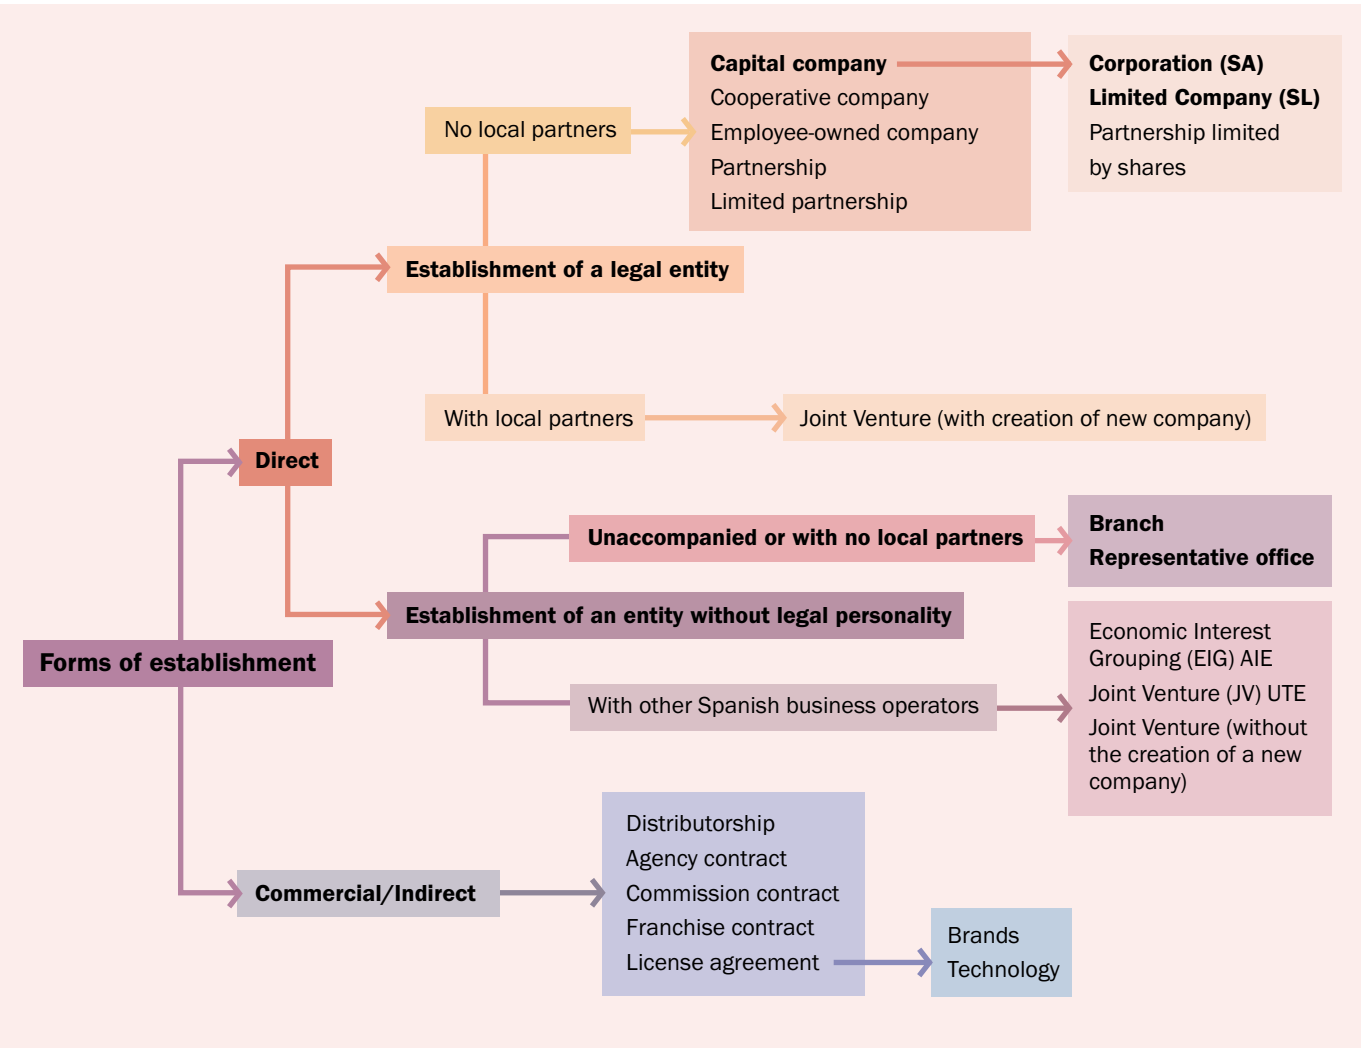 Capital company
Cooperative company
Employee-owned company
Partnership
Limited partnership
Corporation (SA)
Limited Company (SL)
Partnership limited
by shares
No local partners
Establishment of a legal entity
With local partners
Joint Venture (with creation of new company)
Direct
Unaccompanied or with no local partners
Branch
Representative office
Establishment of an entity without legal personality
Forms of establishment
With other Spanish business operators
Economic Interest
Grouping (EIG) AIE
Joint Venture (JV) UTE
Joint Venture (without
the creation of a new
company)
Commercial/Indirect
Distributorship
Agency contract
Commission contract
Franchise contract
License agreement
Brands
Technology